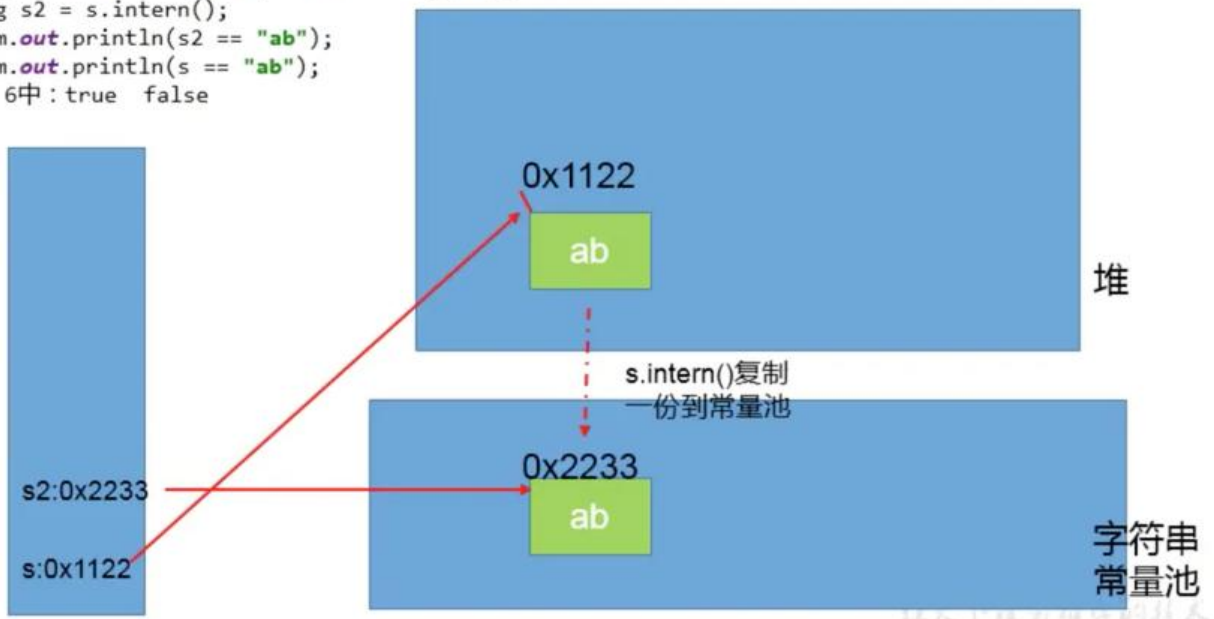 g s2 = s.intern();
m.out.println(s2 == "ab");
m.out.println(s == "ab");
6中：true  false
0x1122
ab
堆
s.intern()复制
一份到常量池
0x2233
s2:0x2233
ab
字符串
常量池
s:0x1122